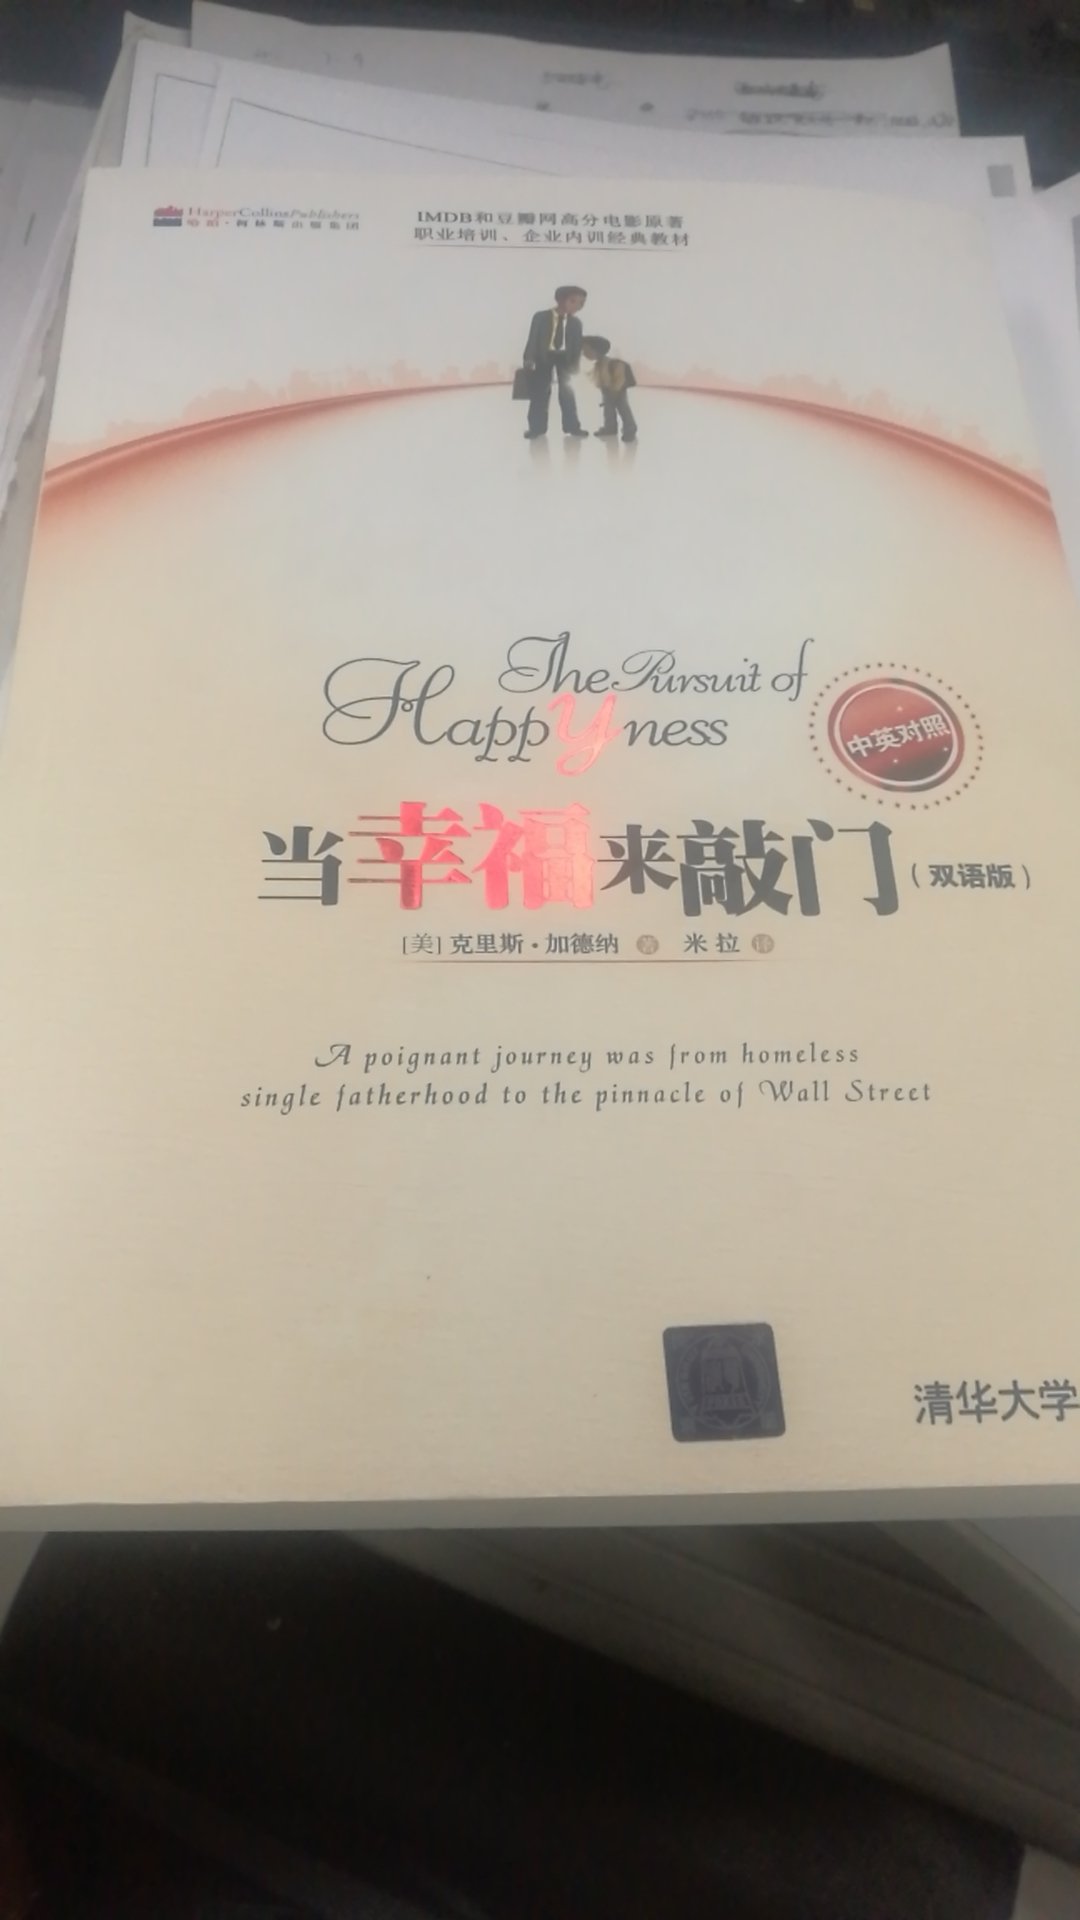 HarperCollinsPublishers
哈珀·柯林斯出版集团
IMDB和豆瓣网高分电影原著
职业培训、企业内训经典教材
The Pursuit of
Happyness
中英对照
当幸福来敲门（双语版）
[美] 克里斯·加德纳 著 米拉 译
A poignant journey was from homeless
single fatherhood to the pinnacle of Wall Street
清华大学